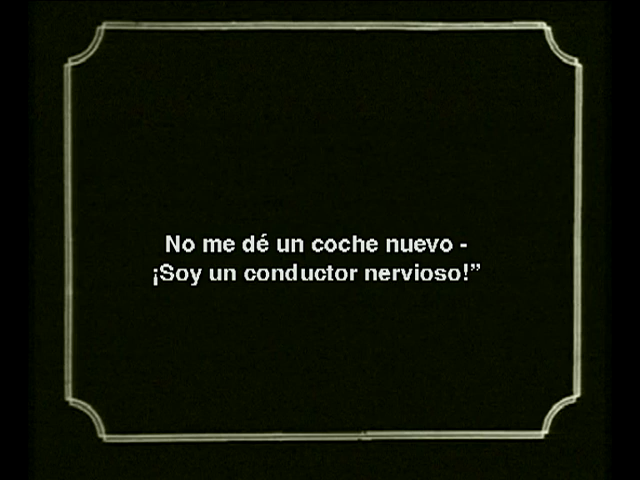 No me dé un coche nuevo -
¡Soy un conductor nervioso!”